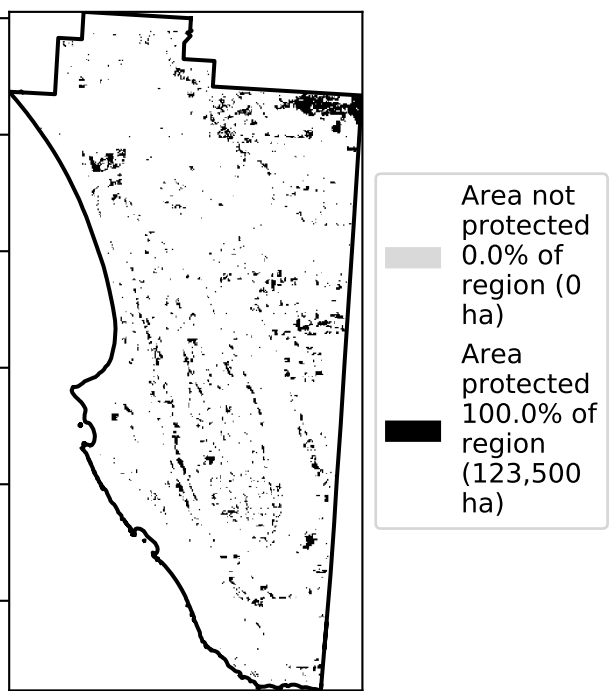 Area not
protected
0.0% of
region (0
ha)
Area
protected
100.0% of
region
(123,500
ha)